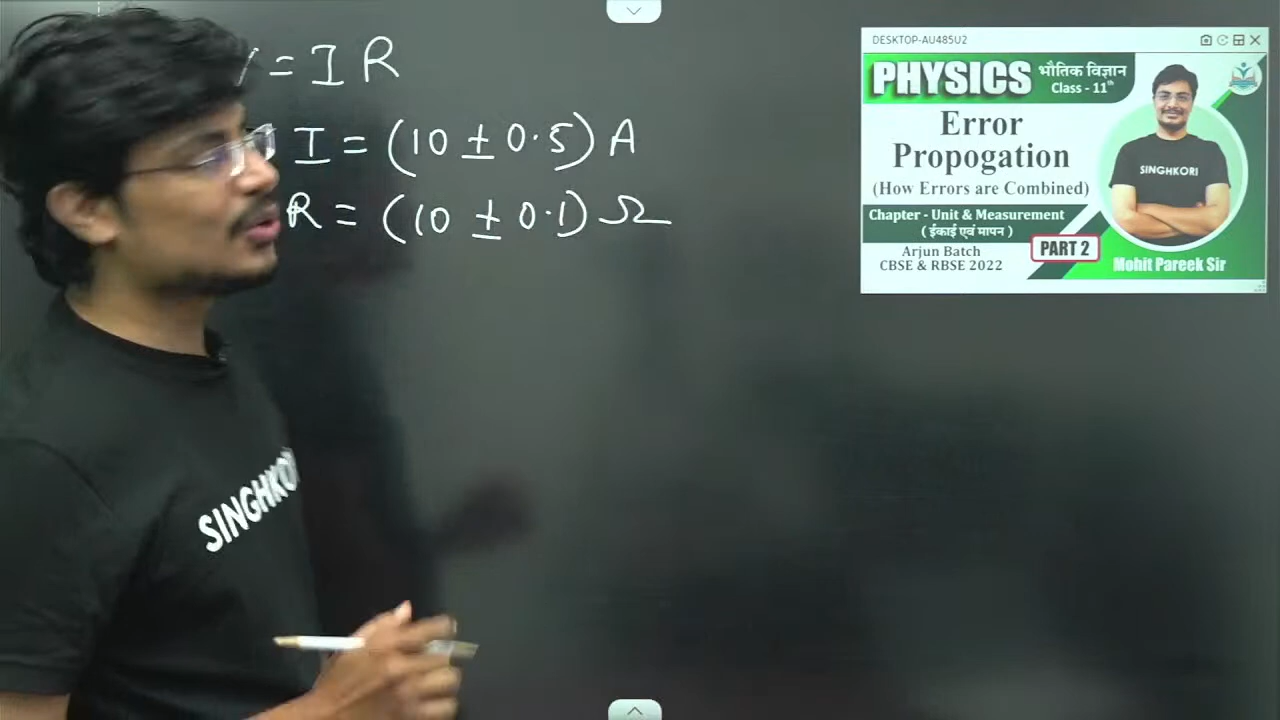 = I R
I = (10 ± 0.5) A
R = (10 ± 0.1) Ω
SINGHKORI
DESKTOP-AU485U2
PHYSICS
भौतिक विज्ञान
Class - 11th
Error
Propogation
(How Errors are Combined)
SINGHKORI
Chapter - Unit & Measurement
( ईकाई एवं मापन )
Arjun Batch
CBSE & RBSE 2022
PART 2
Mohit Pareek Sir